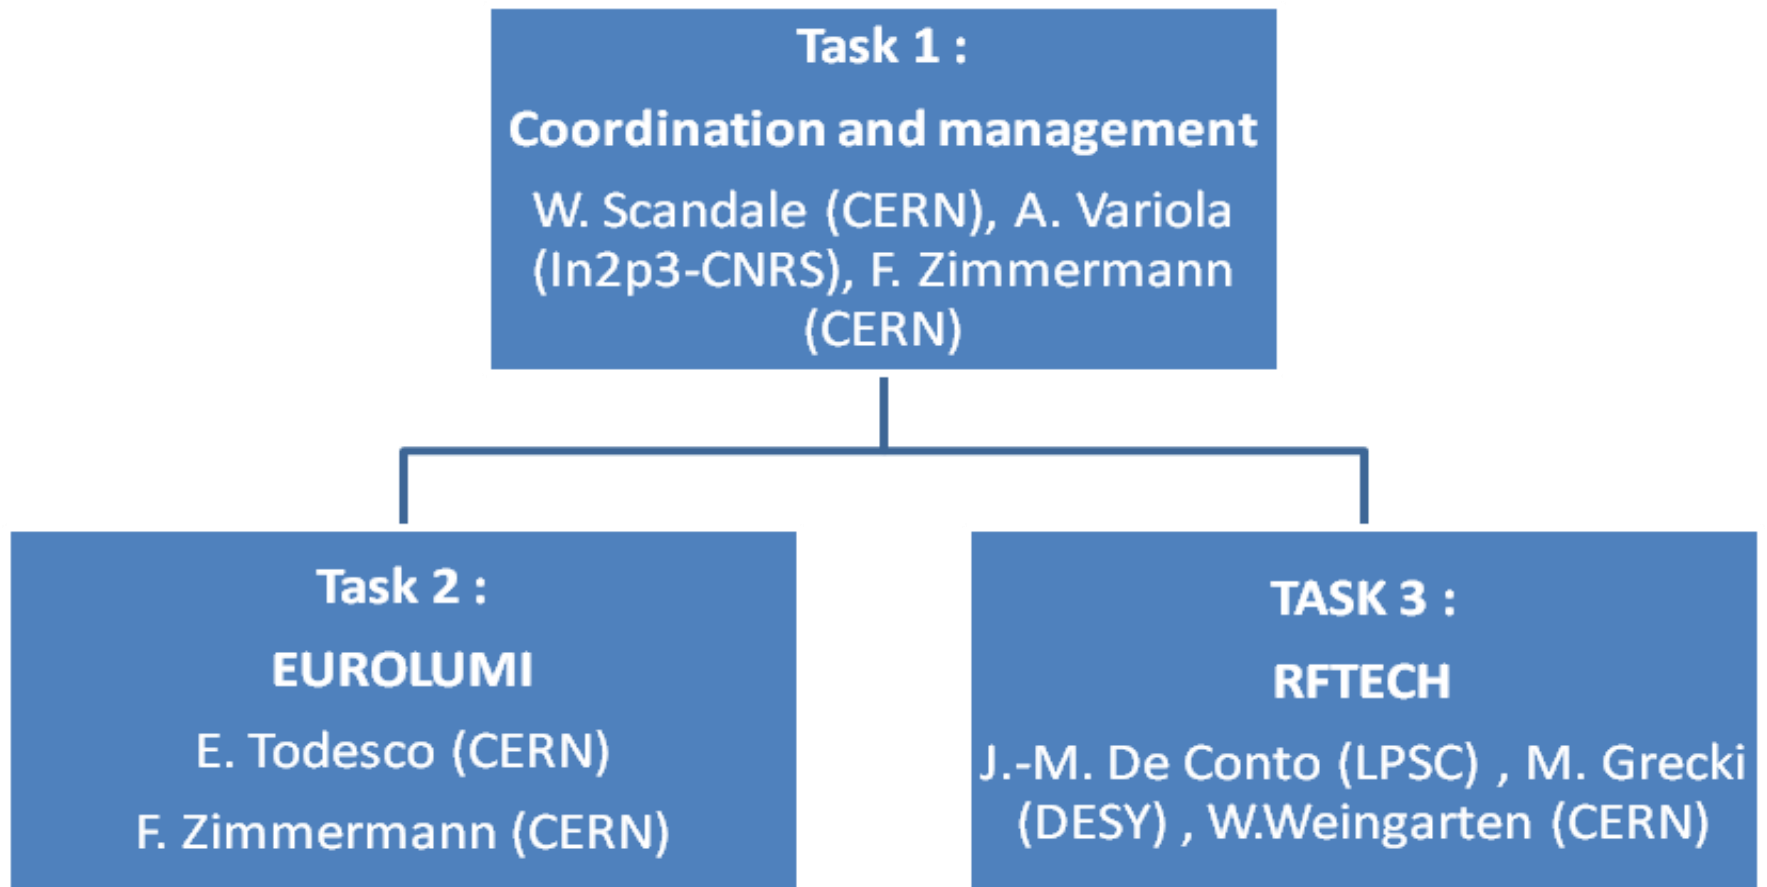 Task 1 :
Coordination and management
W. Scandale (CERN), A. Variola
(In2p3-CNRS), F. Zimmermann
(CERN)
Task 2 :
EUROLUMI
E. Todesco (CERN)
F. Zimmermann (CERN)
TASK 3 :
RFTECH
J.-M. De Conto (LPSC) , M. Grecki
(DESY) , W.Weingarten (CERN)